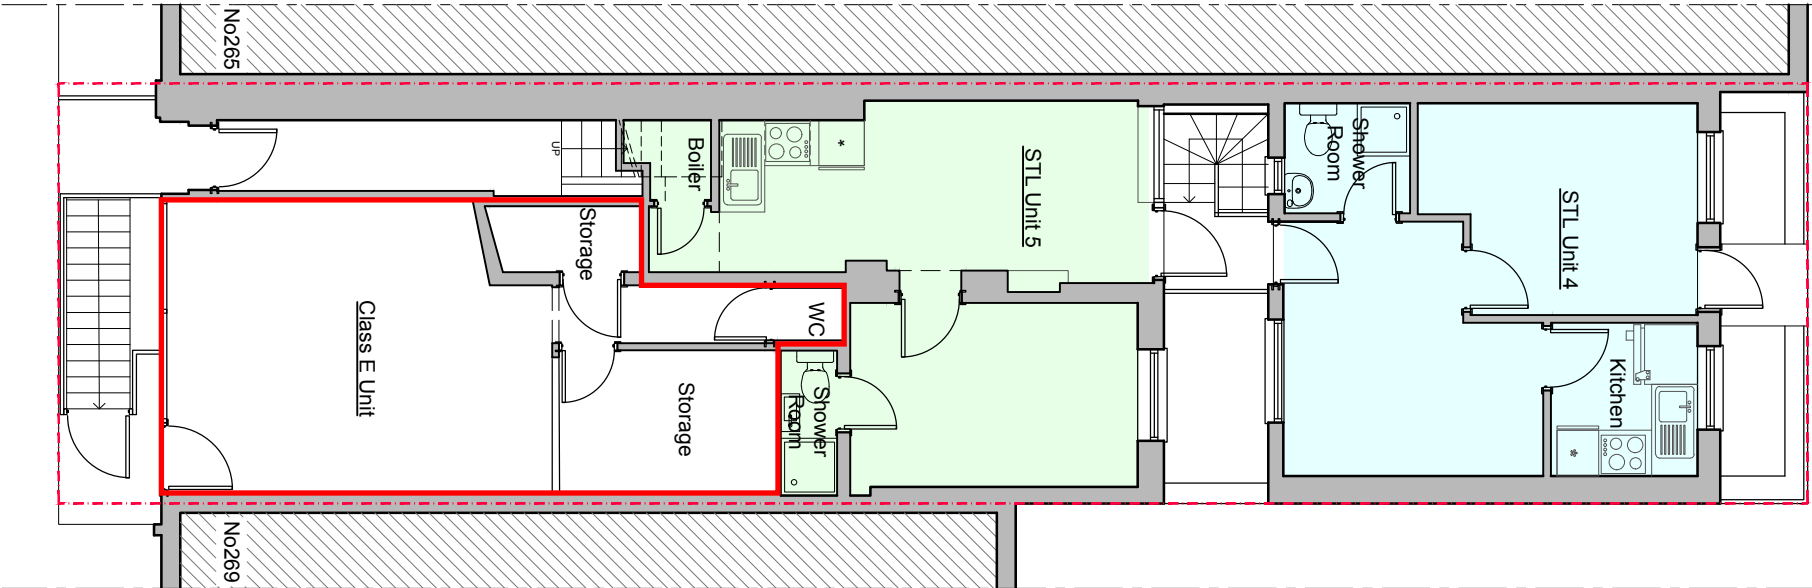 No265
UP
Boiler
*
STL Unit 5
Shower
Room
STL Unit 4
Storage
WC
Class E Unit
Storage
Shower
Room
Kitchen
*
No269